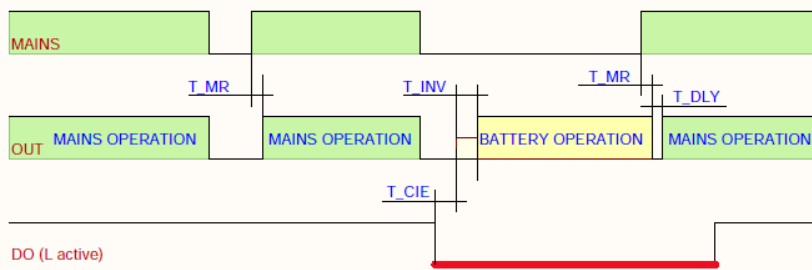 MAINS
T_MR
T_INV
T_MR
T_DLY
OUT
MAINS OPERATION
MAINS OPERATION
BATTERY OPERATION
MAINS OPERATION
T_CIE
DO (L active)